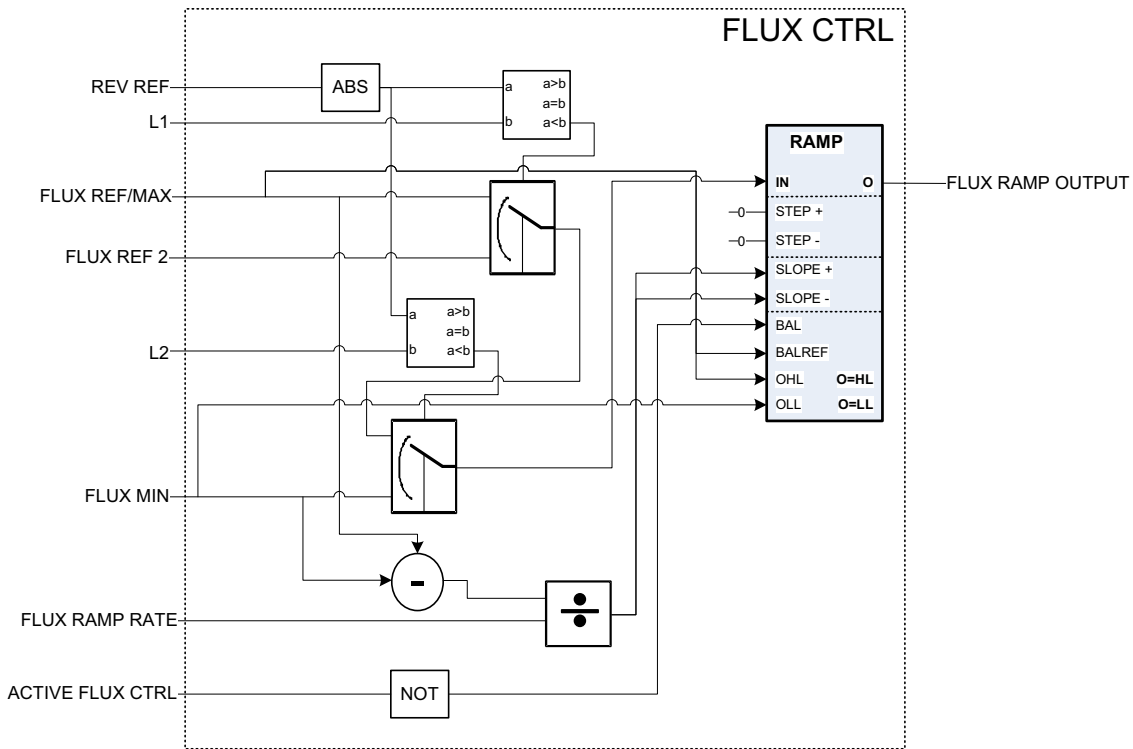 FLUX CTRL
REV REF
ABS
a a>b
a=b
b a<b
L1
RAMP
FLUX REF/MAX
IN O
FLUX RAMP OUTPUT
0 STEP +
0 STEP -
FLUX REF 2
SLOPE +
SLOPE -
a a>b
a=b
b a<b
L2
BAL
BALREF
OHL O=HL
OLL O=LL
FLUX MIN
-
÷
FLUX RAMP RATE
ACTIVE FLUX CTRL
NOT